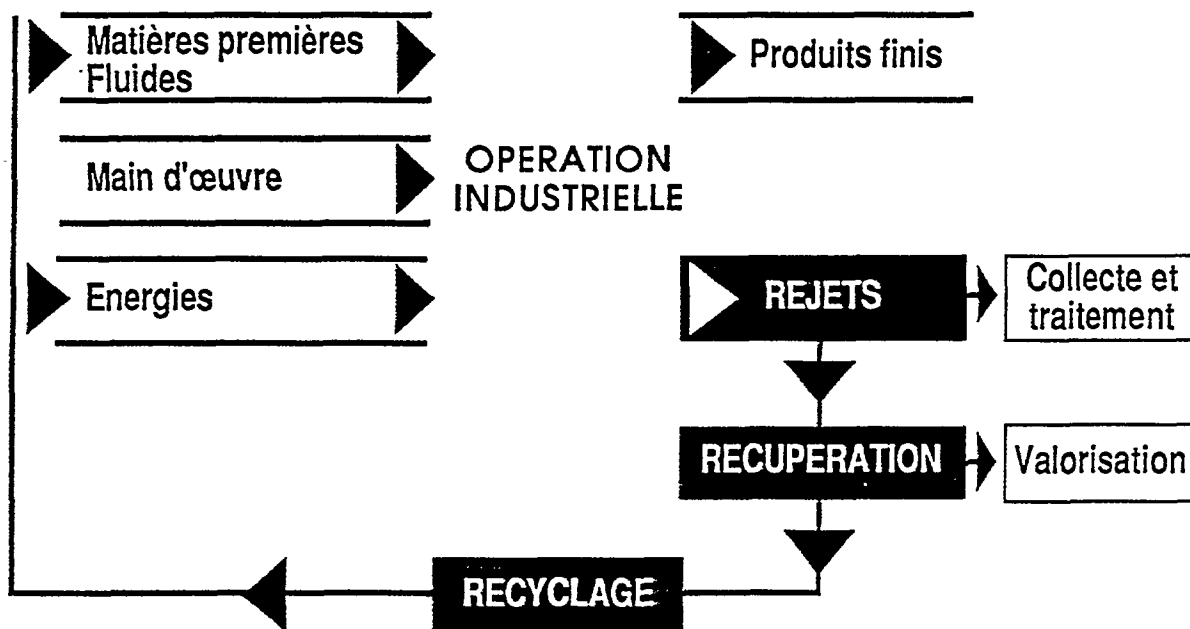 Matières premières
Fluides
Produits finis
Main d'œuvre
OPERATION
INDUSTRIELLE
Energies
REJETS
Collecte et
traitement
RECUPERATION
Valorisation
RECYCLAGE